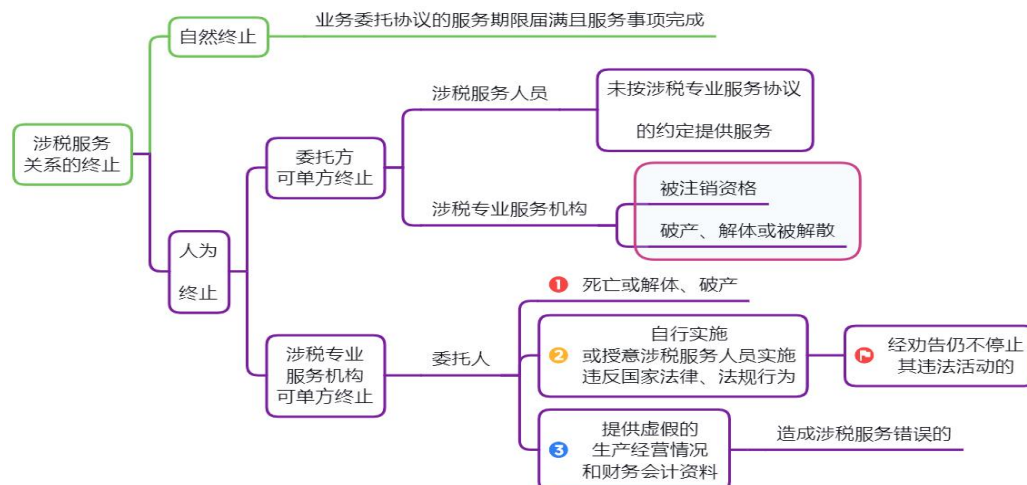 涉税服务
关系的终止
自然终止
业务委托协议的服务期限届满且服务事项完成
人为
终止
委托方
可单方终止
涉税服务人员
未按涉税专业服务协议
的约定提供服务
涉税专业服务机构
被注销资格
破产、解体或被解散
涉税专业
服务机构
可单方终止
委托人
1 死亡或解体、破产
2 自行实施
或授意涉税服务人员实施
违反国家法律、法规行为
经劝告仍不停止
其违法活动的
3 提供虚假的
生产经营情况
和财务会计资料
造成涉税服务错误的